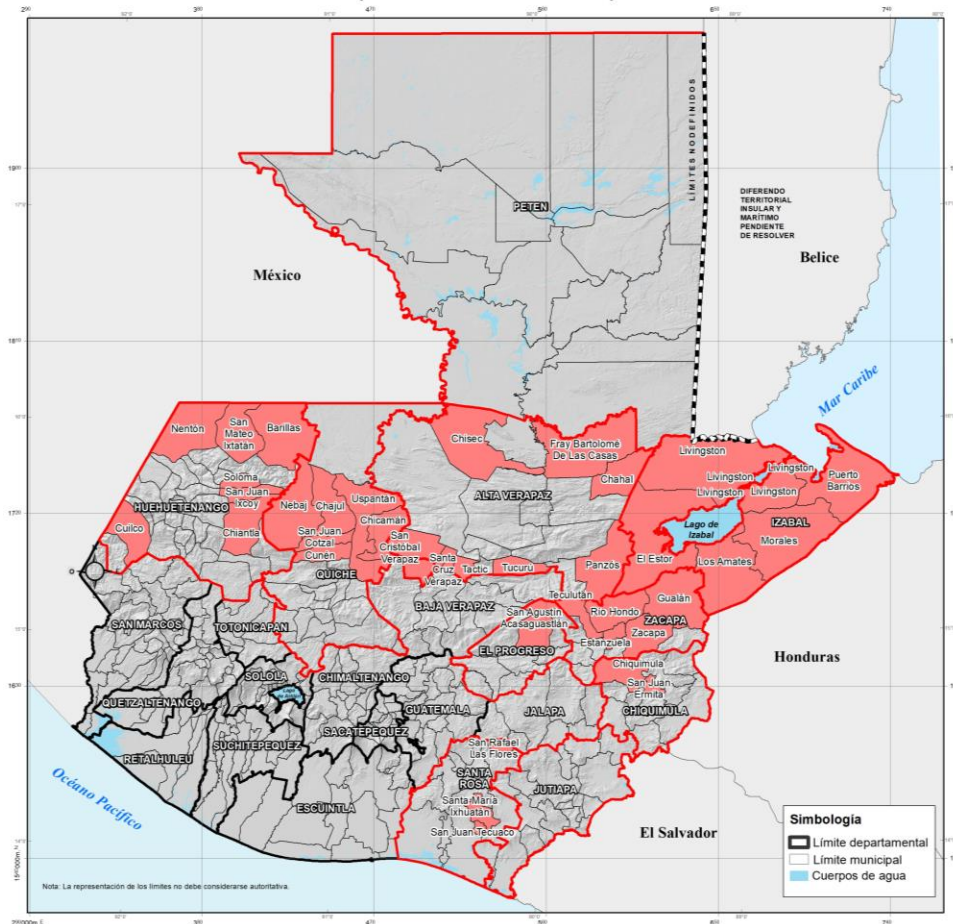 LÍMITES NO DEFINIDOS
PETEN
DIFERENDO
TERRITORIAL
INSULAR Y
MARÍTIMO
PENDIENTE
DE RESOLVER
Belice
México
Mar Caribe
Nentón
San
Mateo
Ixtatán
Barillas
Chisec
Fray Bartolomé
De Las Casas
Chahal
Livingston
Livingston
Livingston
Livingston
Livingston
Puerto
Barrios
Soloma
San Juan
Ixcoy
HUEHUETENANGO
Nebaj
Chajul
Uspantán
ALTA VERAPAZ
Chicamán
Cuilco
Chiantla
San Juan
Cotzal
Cunén
San
Cristóbal
Verapaz
Lago de
Izabal
IZABAL
Morales
El Estor
Los Amates
QUICHE
Santa
Cruz
Verapaz
Tactic
Tucurú
Panzós
Teculután
BAJA VERAPAZ
San Agustín
Acasaguastlán
Río Hondo
Gualán
ZACAPA
Zacapa
Estanzuela
SAN MARCOS
TOTONICAPAN
EL PROGRESO
Honduras
SOLOLA
CHIMALTENANGO
Chiquimula
San Juan
Ermita
QUETZALTENANGO
GUATEMALA
JALAPA
CHIQUIMULA
SACATEPEQUEZ
SUCHITEPEQUEZ
RETALHULEU
San Rafael
Las Flores
SANTA
ROSA
JUTIAPA
ESCUINTLA
Santa María
Ixhuatán
San Juan Tecuaco
Océano Pacífico
El Salvador
Simbología
Límite departamental
Límite municipal
Cuerpos de agua
Nota: La representación de los límites no debe considerarse autoritativa.